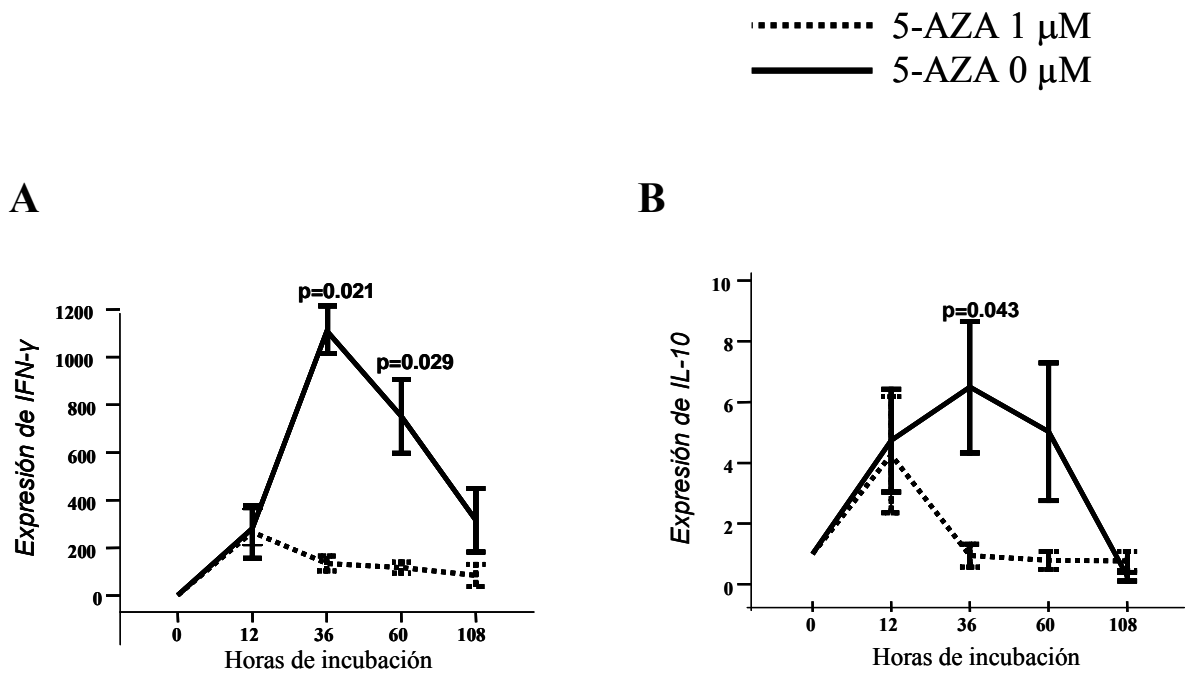 5-AZA 1 μM
5-AZA 0 μM
A
Expresión de IFN-γ
1200
1000
800
600
400
200
0
p=0.021
p=0.029
0 12 36 60 108
Horas de incubación
B
Expresión de IL-10
10
8
6
4
2
0
p=0.043
0 12 36 60 108
Horas de incubación